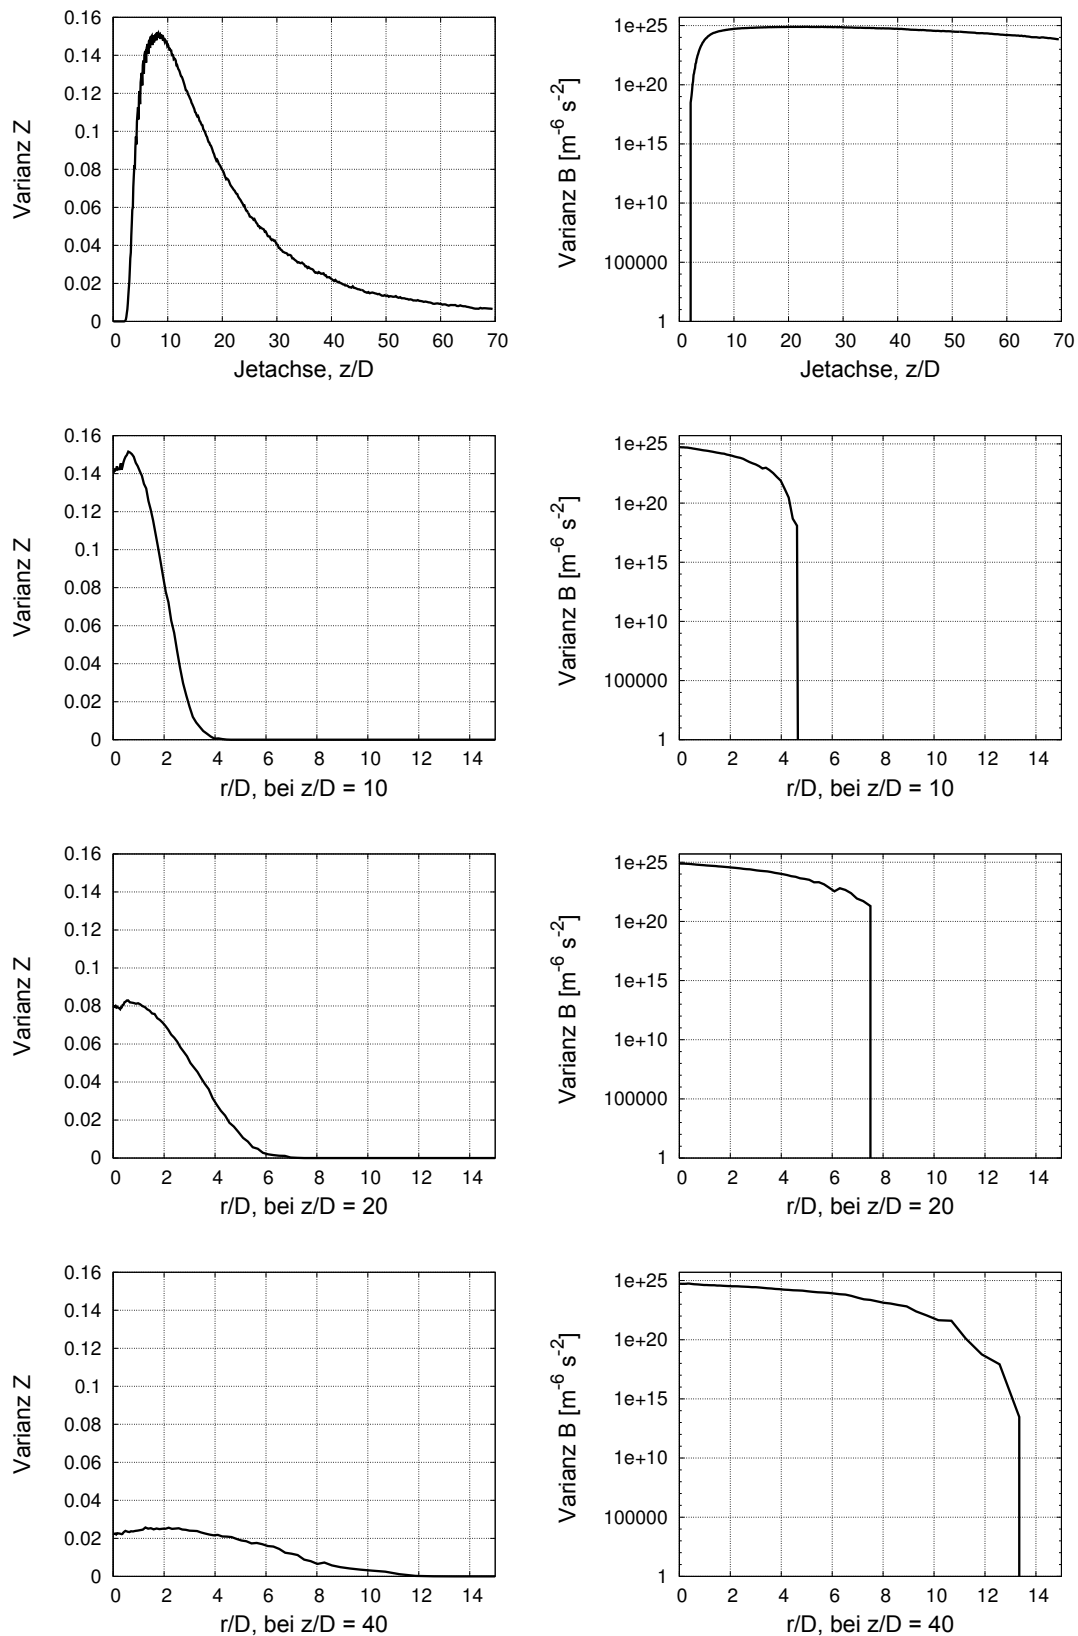 0.16
0.14
0.12
0.1
0.08
0.06
0.04
0.02
0
Varianz Z
0 10 20 30 40 50 60 70
Jetachse, z/D
1e+25
1e+20
1e+15
1e+10
100000
1
Varianz B [m-6 s-2]
0 10 20 30 40 50 60 70
Jetachse, z/D
0.16
0.14
0.12
0.1
0.08
0.06
0.04
0.02
0
Varianz Z
0 2 4 6 8 10 12 14
r/D, bei z/D = 10
1e+25
1e+20
1e+15
1e+10
100000
1
Varianz B [m-6 s-2]
0 2 4 6 8 10 12 14
r/D, bei z/D = 10
0.16
0.14
0.12
0.1
0.08
0.06
0.04
0.02
0
Varianz Z
0 2 4 6 8 10 12 14
r/D, bei z/D = 20
1e+25
1e+20
1e+15
1e+10
100000
1
Varianz B [m-6 s-2]
0 2 4 6 8 10 12 14
r/D, bei z/D = 20
0.16
0.14
0.12
0.1
0.08
0.06
0.04
0.02
0
Varianz Z
0 2 4 6 8 10 12 14
r/D, bei z/D = 40
1e+25
1e+20
1e+15
1e+10
100000
1
Varianz B [m-6 s-2]
0 2 4 6 8 10 12 14
r/D, bei z/D = 40